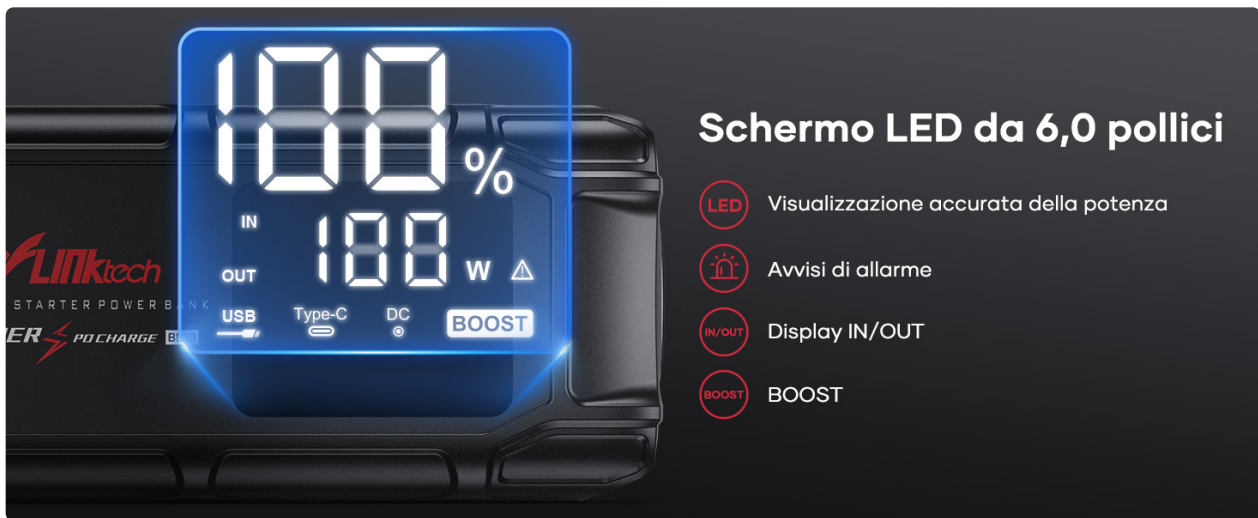 100%
IN
OUT
100 W
USB
Type-C
DC
BOOST
LINKtech
STARTER POWER BANK
PD CHARGE
Schermo LED da 6,0 pollici
LED
Visualizzazione accurata della potenza
Avvisi di allarme
IN/OUT
Display IN/OUT
BOOST
BOOST